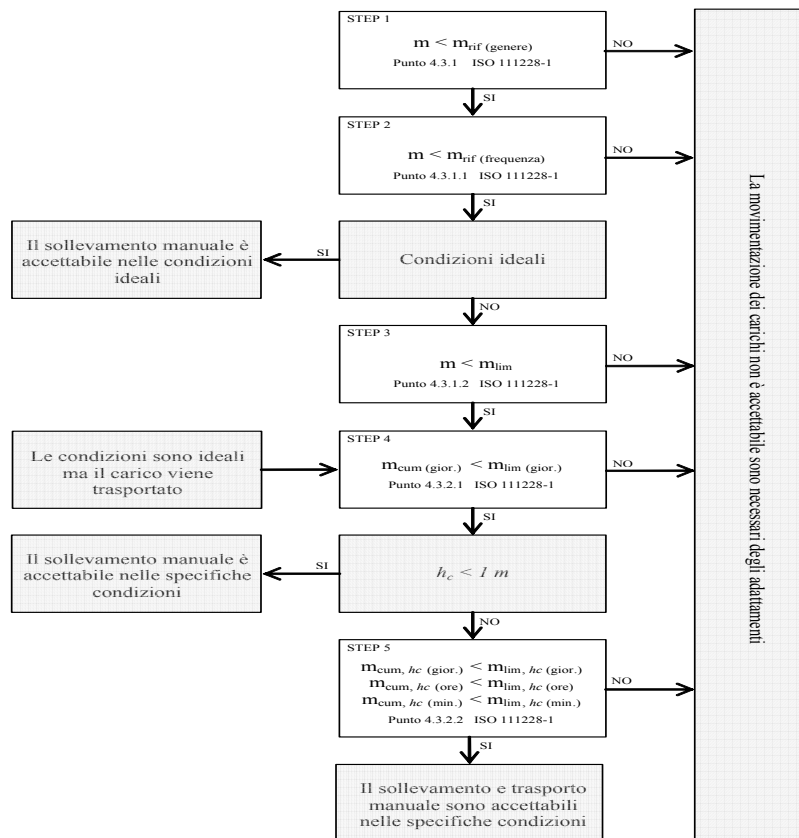 STEP 1
m < mrif (genere)
Punto 4.3.1 ISO 111228-1
NO
SI
STEP 2
m < mrif (frequenza)
Punto 4.3.1.1 ISO 111228-1
NO
SI
Il sollevamento manuale è
accettabile nelle condizioni
ideali
SI
Condizioni ideali
NO
STEP 3
m < mlim
Punto 4.3.1.2 ISO 111228-1
NO
SI
Le condizioni sono ideali
ma il carico viene
trasportato
STEP 4
mcum (gior.) < mlim (gior.)
Punto 4.3.2.1 ISO 111228-1
NO
SI
Il sollevamento manuale è
accettabile nelle specifiche
condizioni
SI
hc < 1 m
NO
STEP 5
mcum, hc (gior.) < mlim, hc (gior.)
mcum, hc (ore) < mlim, hc (ore)
mcum, hc (min.) < mlim, hc (min.)
Punto 4.3.2.2 ISO 111228-1
NO
SI
Il sollevamento e trasporto
manuale sono accettabili
nelle specifiche condizioni
La movimentazione dei carichi non è accettabile sono necessari degli adattamenti